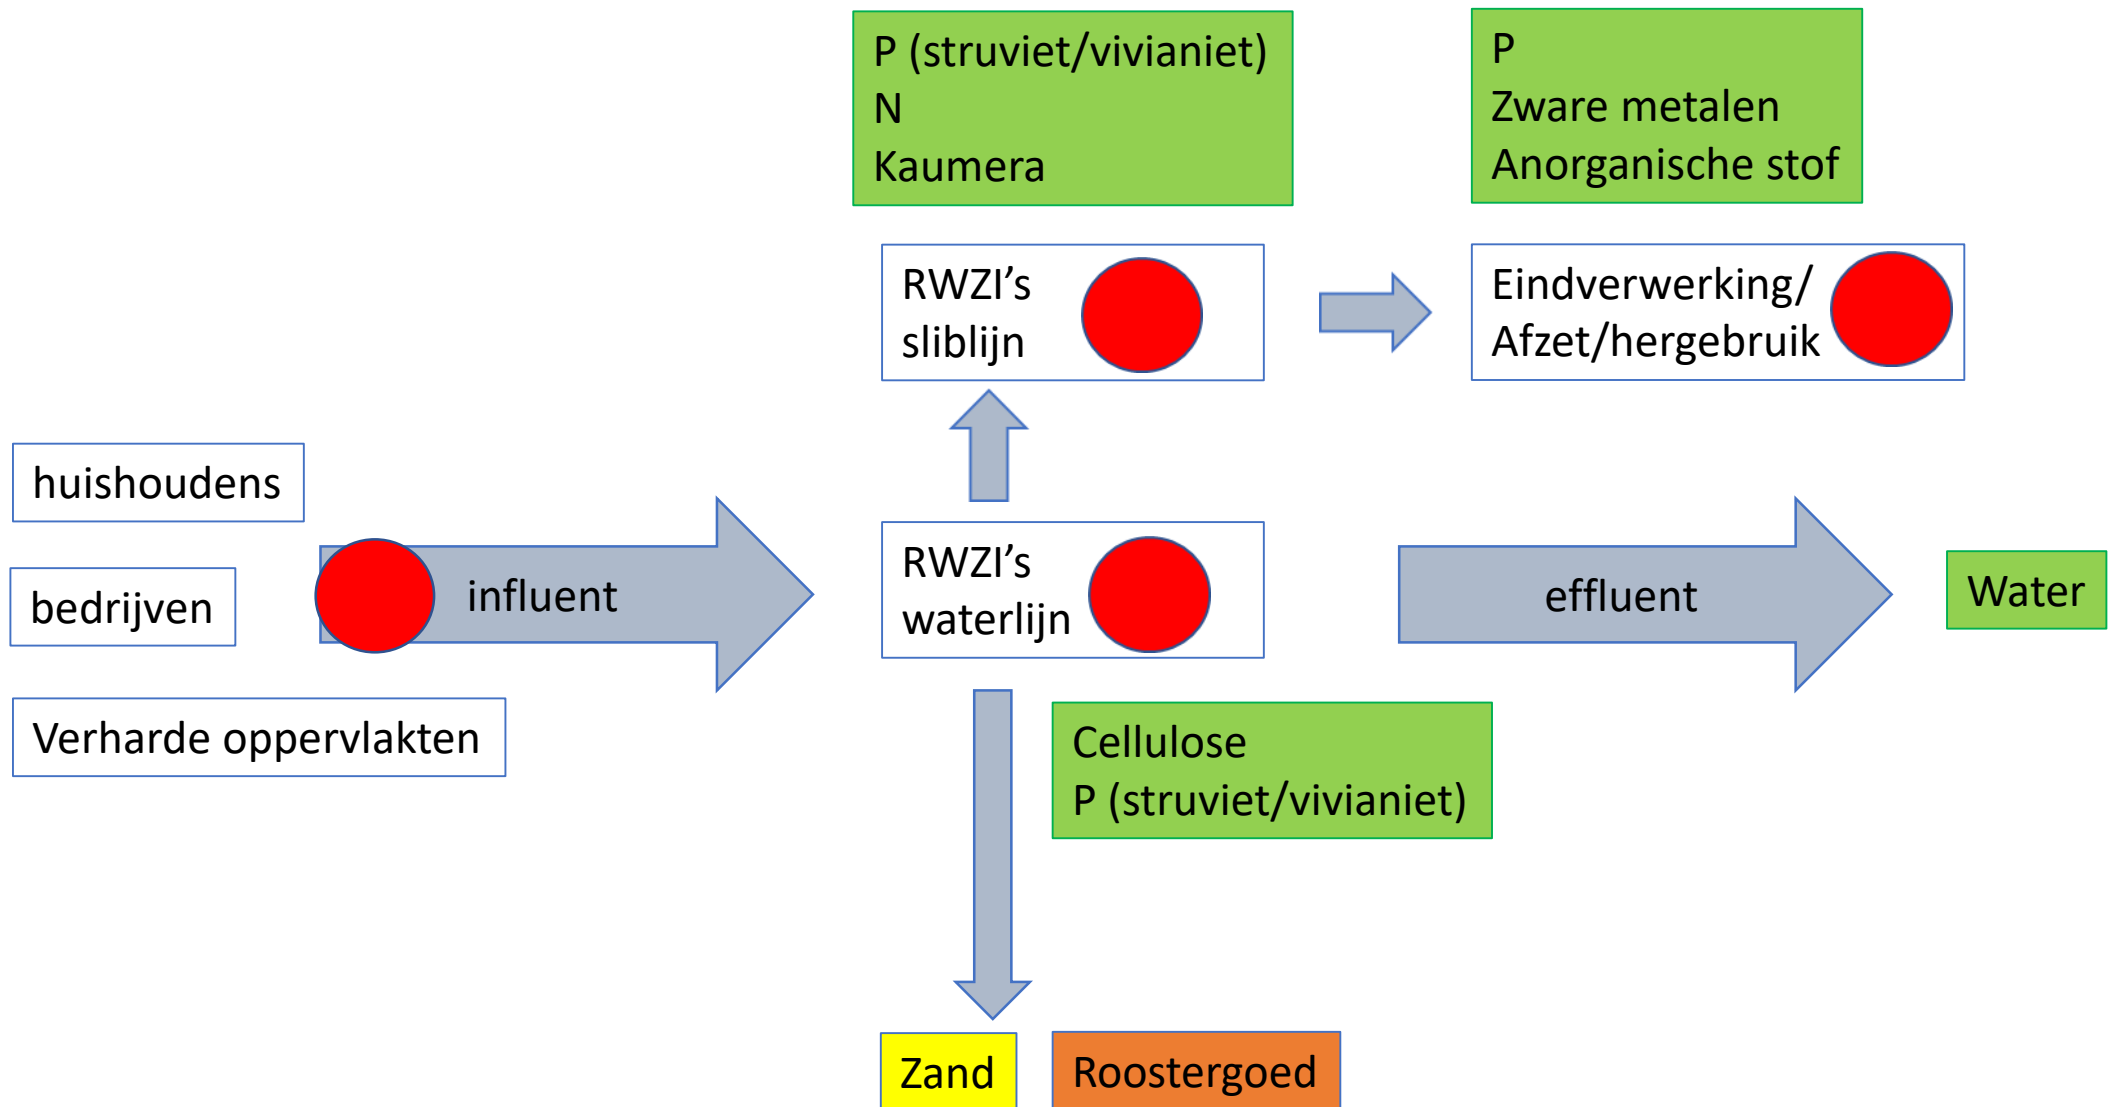 P (struviet/vivianiet)
N
Kaumera
P
Zware metalen
Anorganische stof
RWZI’s
sliblijn
Eindverwerking/
Afzet/hergebruik
huishoudens
bedrijven
Verharde oppervlakten
influent
RWZI’s
waterlijn
effluent
Water
Cellulose
P (struviet/vivianiet)
Zand
Roostergoed